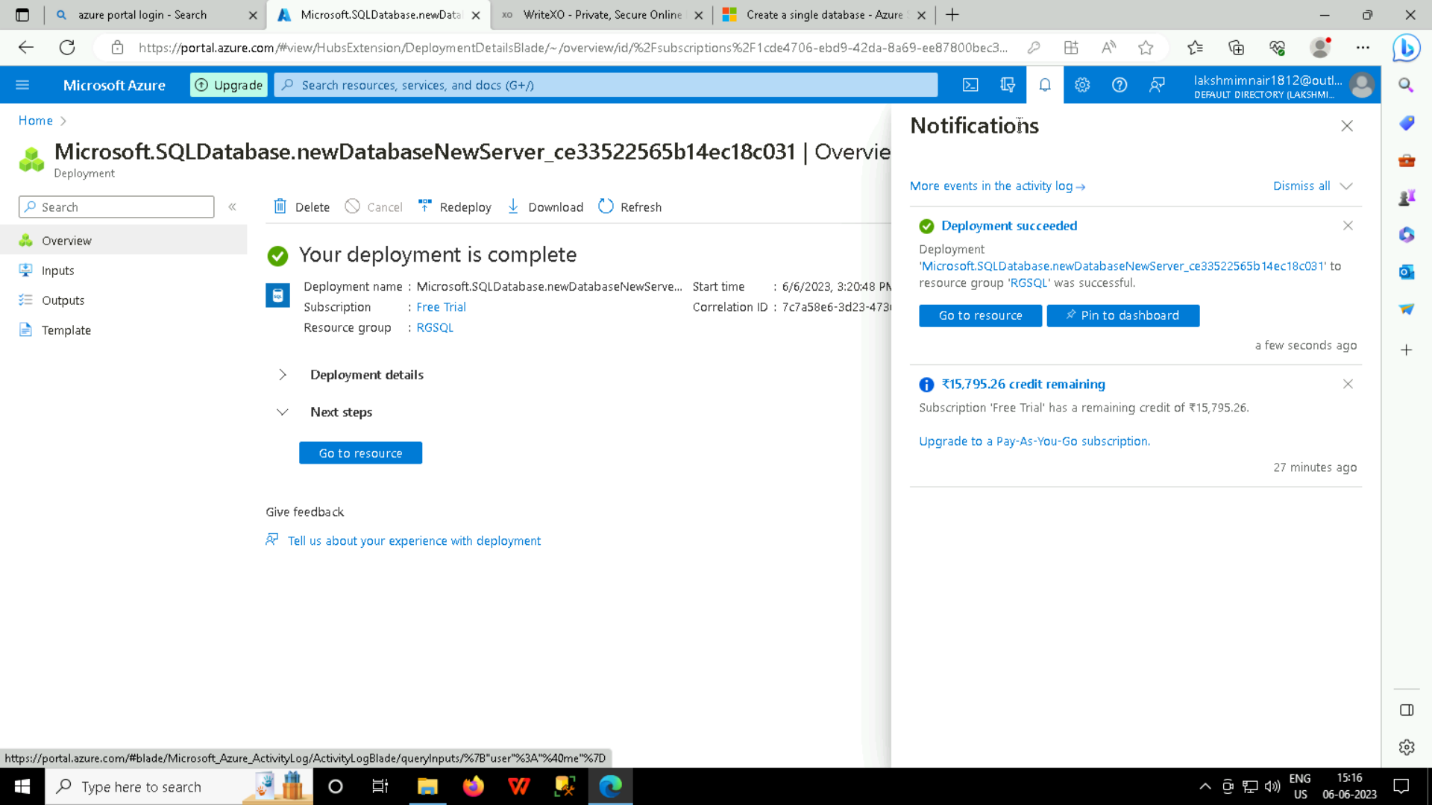 azure portal login - Search
Microsoft.SQLDatabase.newData
WriteXO - Private, Secure Online
Create a single database - Azure
https://portal.azure.com/#view/HubsExtension/DeploymentDetailsBlade/~/overview/id/%2Fsubscriptions%2F1cde4706-ebd9-42da-8a69-ee87800bec3...
Microsoft Azure
Upgrade
Search resources, services, and docs (G+/)
lakshmimnair1812@outl...
DEFAULT DIRECTORY (LAKSHMI...
Home >
Microsoft.SQLDatabase.newDatabaseNewServer_ce33522565b14ec18c031 | Overvie
Deployment
Search
Delete Cancel Redeploy Download Refresh
Overview
Inputs
Outputs
Template
Your deployment is complete
Deployment name : Microsoft.SQLDatabase.newDatabaseNewServe...
Subscription : Free Trial
Resource group : RGSQL
Start time : 6/6/2023, 3:20:48 PM
Correlation ID : 7c7a58e6-3d23-473
Deployment details
Next steps
Go to resource
Give feedback
Tell us about your experience with deployment
Notifications
More events in the activity log →
Dismiss all
Deployment succeeded
Deployment
'Microsoft.SQLDatabase.newDatabaseNewServer_ce33522565b14ec18c031' to
resource group 'RGSQL' was successful.
Go to resource
Pin to dashboard
a few seconds ago
₹15,795.26 credit remaining
Subscription 'Free Trial' has a remaining credit of ₹15,795.26.
Upgrade to a Pay-As-You-Go subscription.
27 minutes ago
https://portal.azure.com/#blade/Microsoft_Azure_ActivityLog/ActivityLogBlade/queryInputs/%7B"user"%3A"%40me"%7D
Type here to search
ENG
US
15:16
06-06-2023